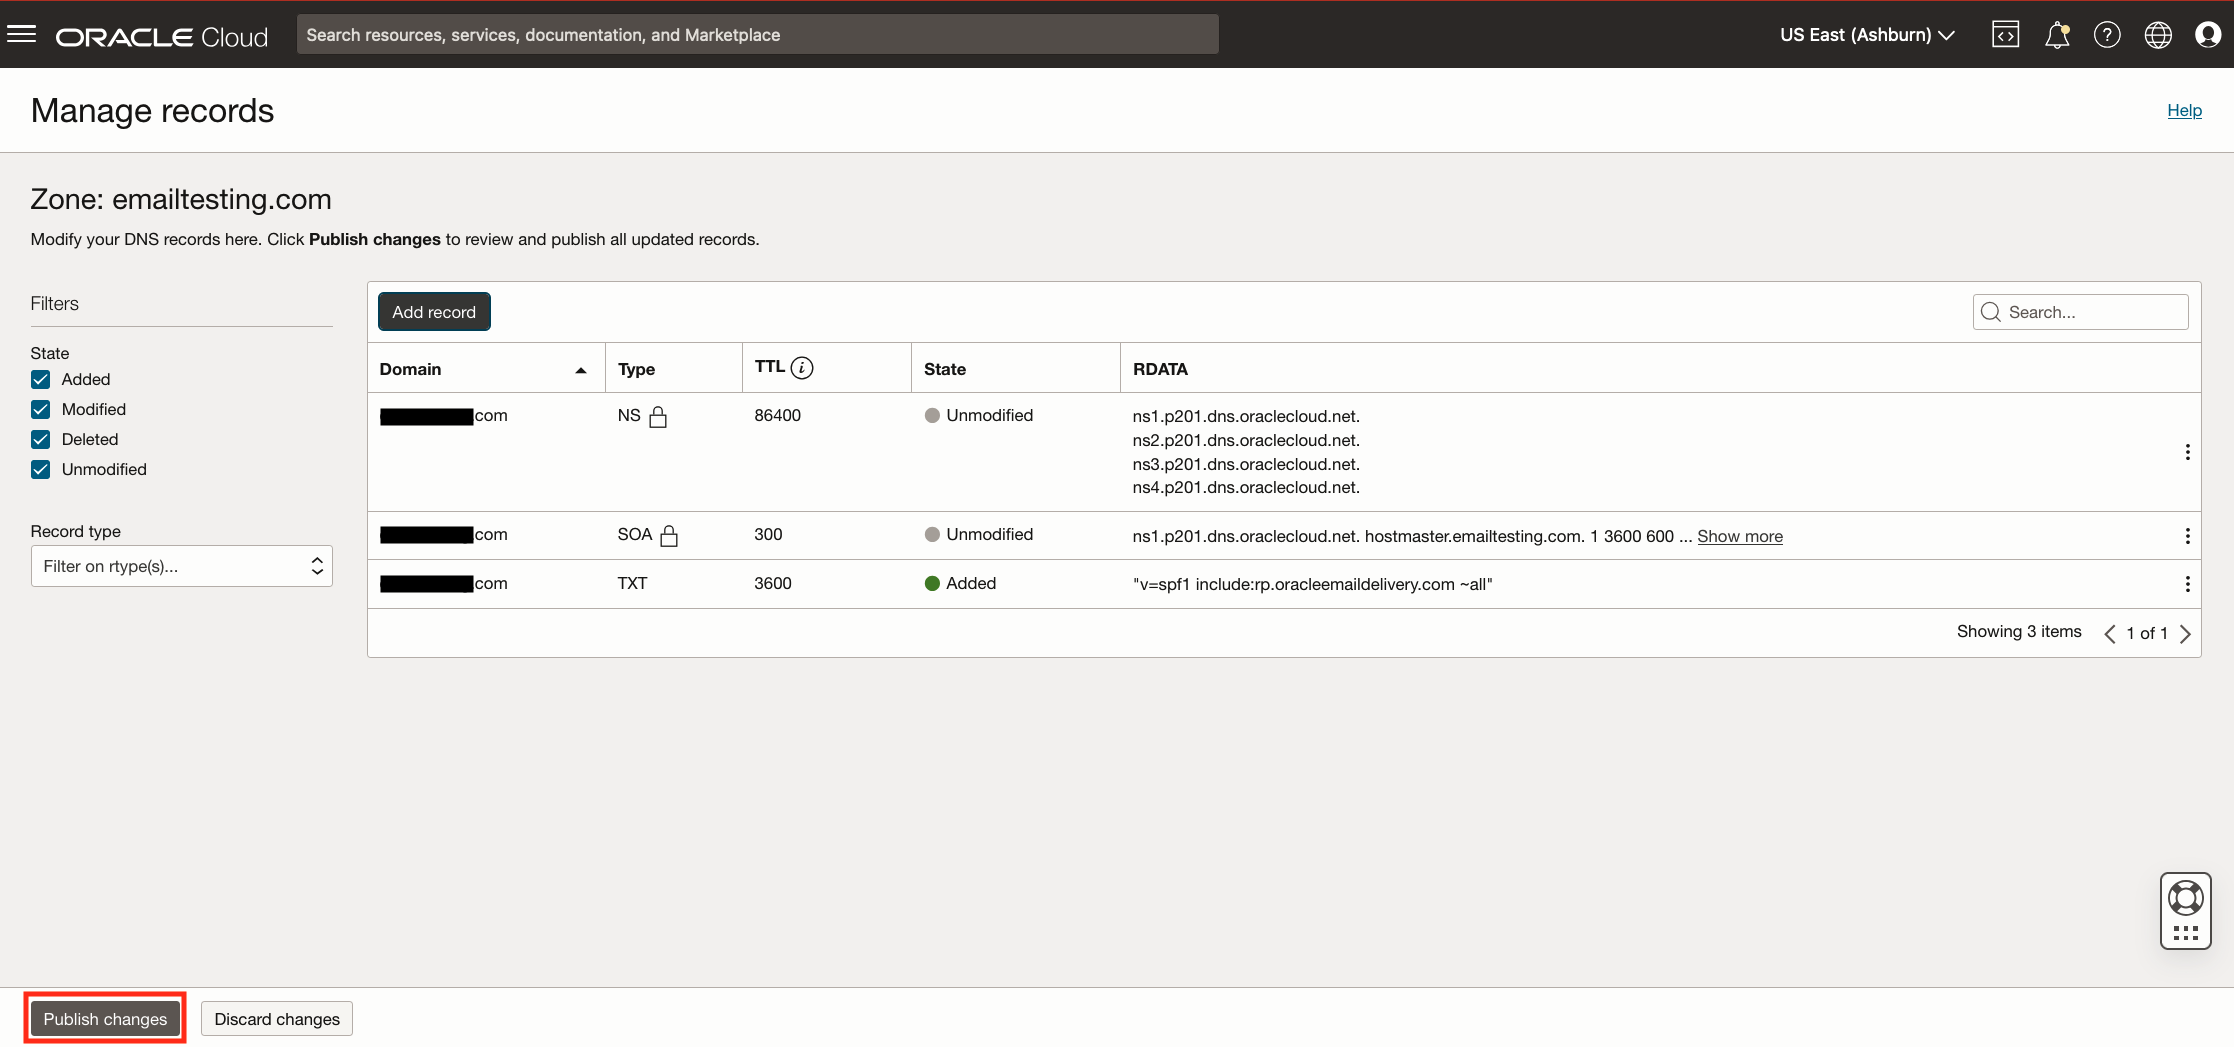 ORACLE Cloud
Search resources, services, documentation, and Marketplace
US East (Ashburn)
Manage records
Help
Zone: emailtesting.com
Modify your DNS records here. Click Publish changes to review and publish all updated records.
Filters
State
Added
Modified
Deleted
Unmodified
Record type
Filter on rtype(s)...
Add record
Search...
Domain Type TTL i State RDATA
.com NS 86400 Unmodified ns1.p201.dns.oraclecloud.net.
ns2.p201.dns.oraclecloud.net.
ns3.p201.dns.oraclecloud.net.
ns4.p201.dns.oraclecloud.net.
.com SOA 300 Unmodified ns1.p201.dns.oraclecloud.net. hostmaster.emailtesting.com. 1 3600 600 ... Show more
.com TXT 3600 Added "v=spf1 include:rp.oracleemaildelivery.com ~all"
Showing 3 items 1 of 1
Publish changes
Discard changes